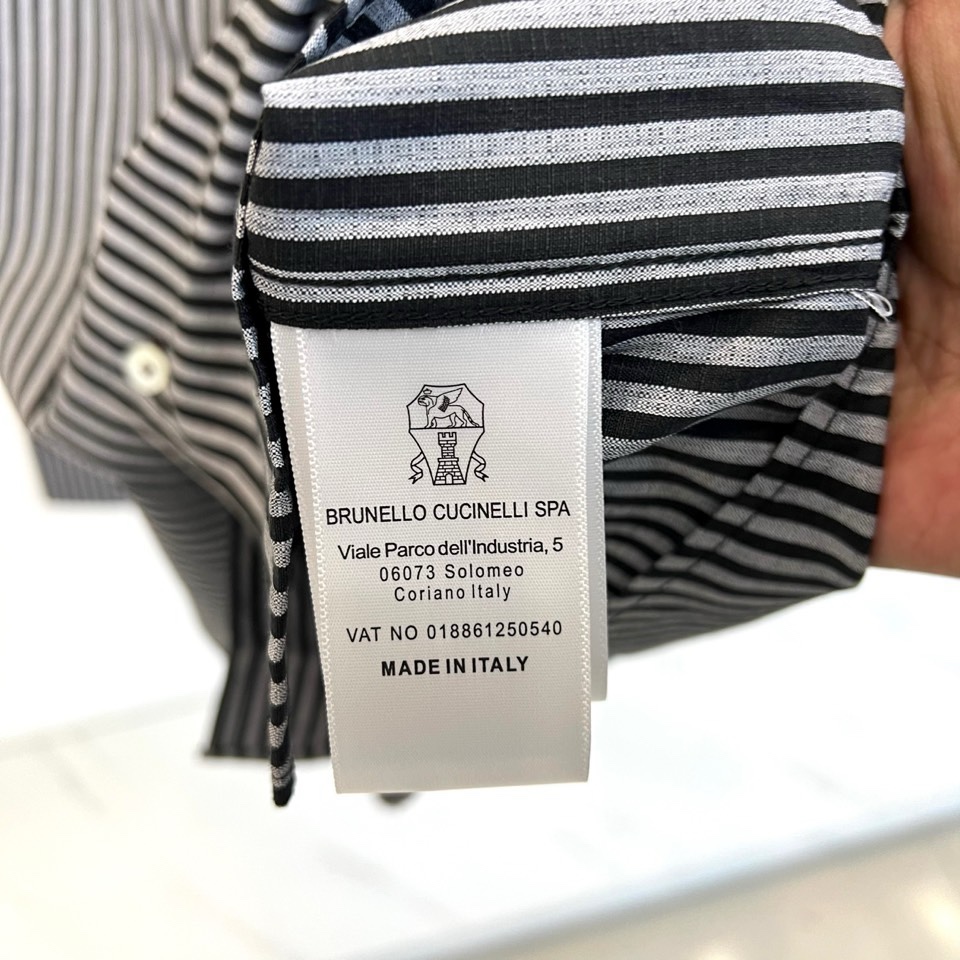 BRUNELLO CUCINELLI SPA
Viale Parco dell'Industria, 5
06073 Solomeo
Coriano Italy
VAT NO 018861250540
MADE IN ITALY